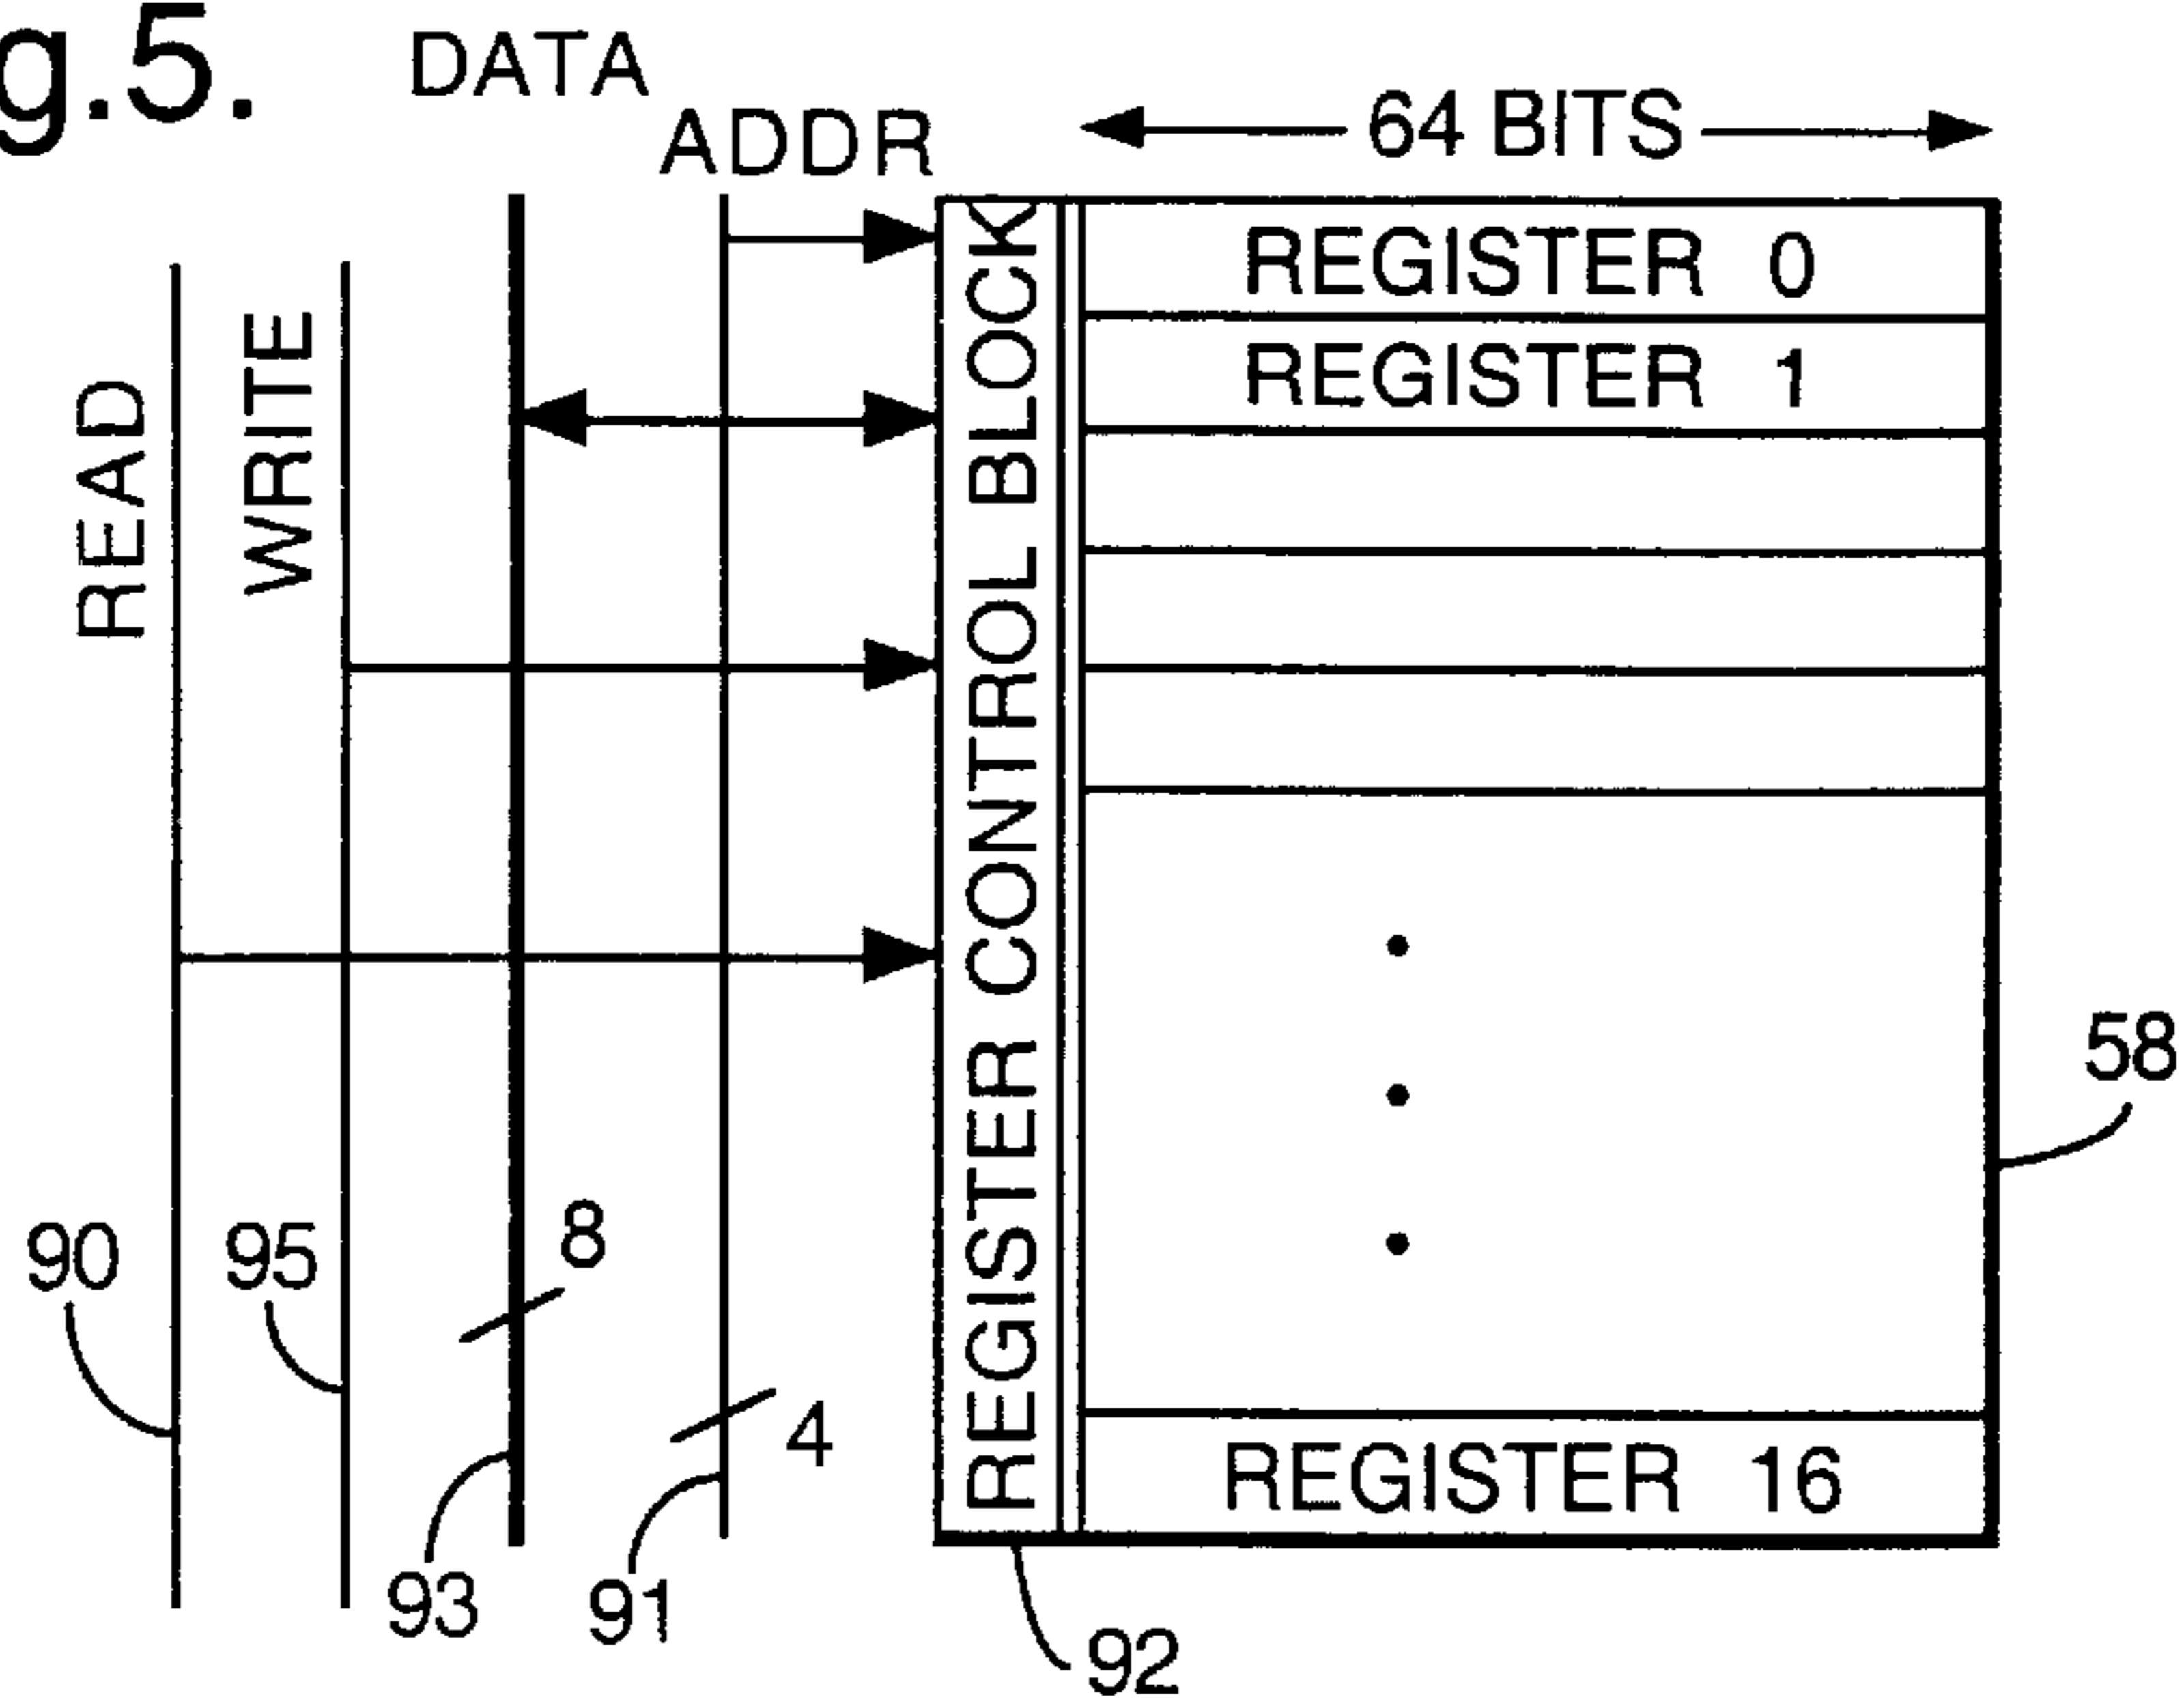 g.5.
DATA
ADDR
64 BITS
READ
WRITE
REGISTER CONTROL BLOCK
REGISTER 0
REGISTER 1
REGISTER 16
58
8
4
90
95
93
91
92